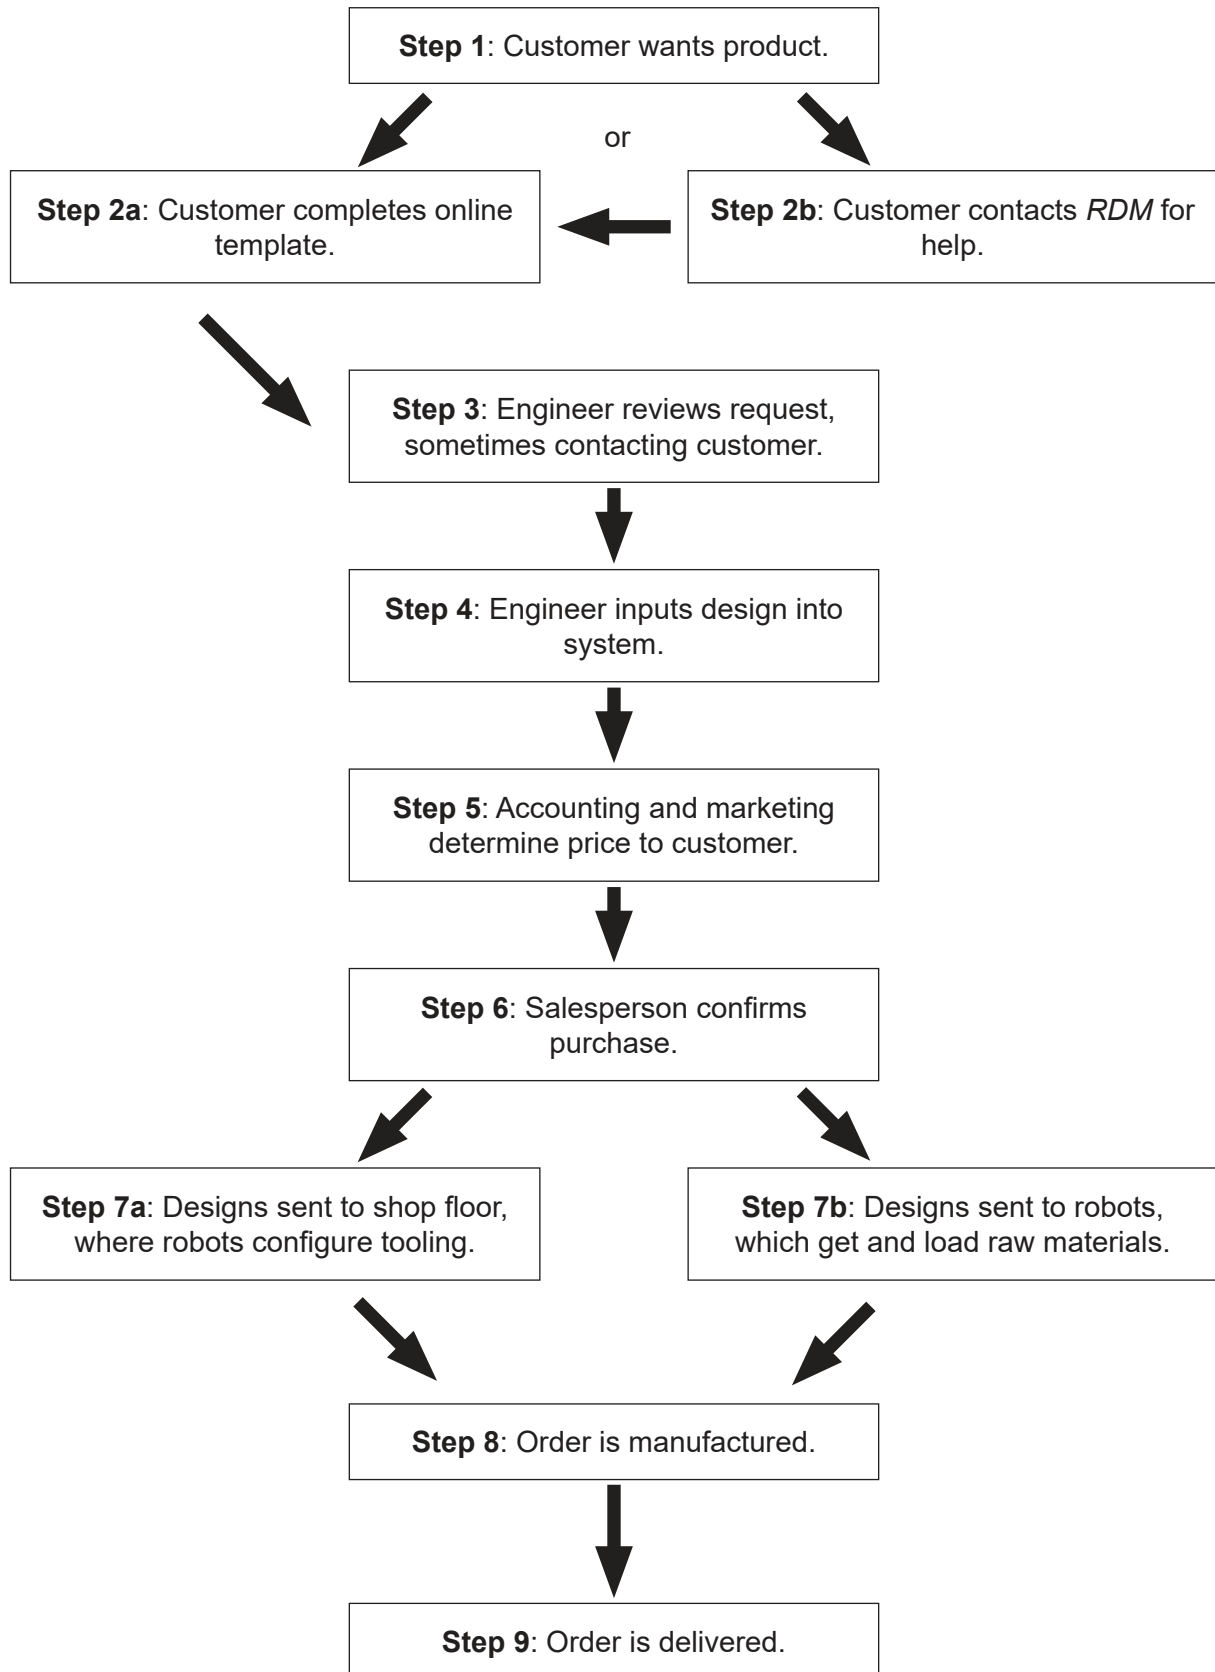 Step 1: Customer wants product.
or
Step 2a: Customer completes online
template.
Step 2b: Customer contacts RDM for
help.
Step 3: Engineer reviews request,
sometimes contacting customer.
Step 4: Engineer inputs design into
system.
Step 5: Accounting and marketing
determine price to customer.
Step 6: Salesperson confirms
purchase.
Step 7a: Designs sent to shop floor,
where robots configure tooling.
Step 7b: Designs sent to robots,
which get and load raw materials.
Step 8: Order is manufactured.
Step 9: Order is delivered.